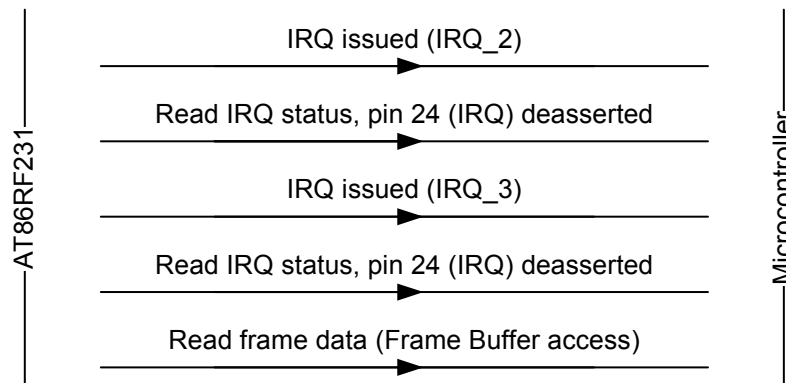 IRQ issued (IRQ_2)
Read IRQ status, pin 24 (IRQ) deasserted
IRQ issued (IRQ_3)
Read IRQ status, pin 24 (IRQ) deasserted
Read frame data (Frame Buffer access)
AT86RF231
Microcontroller